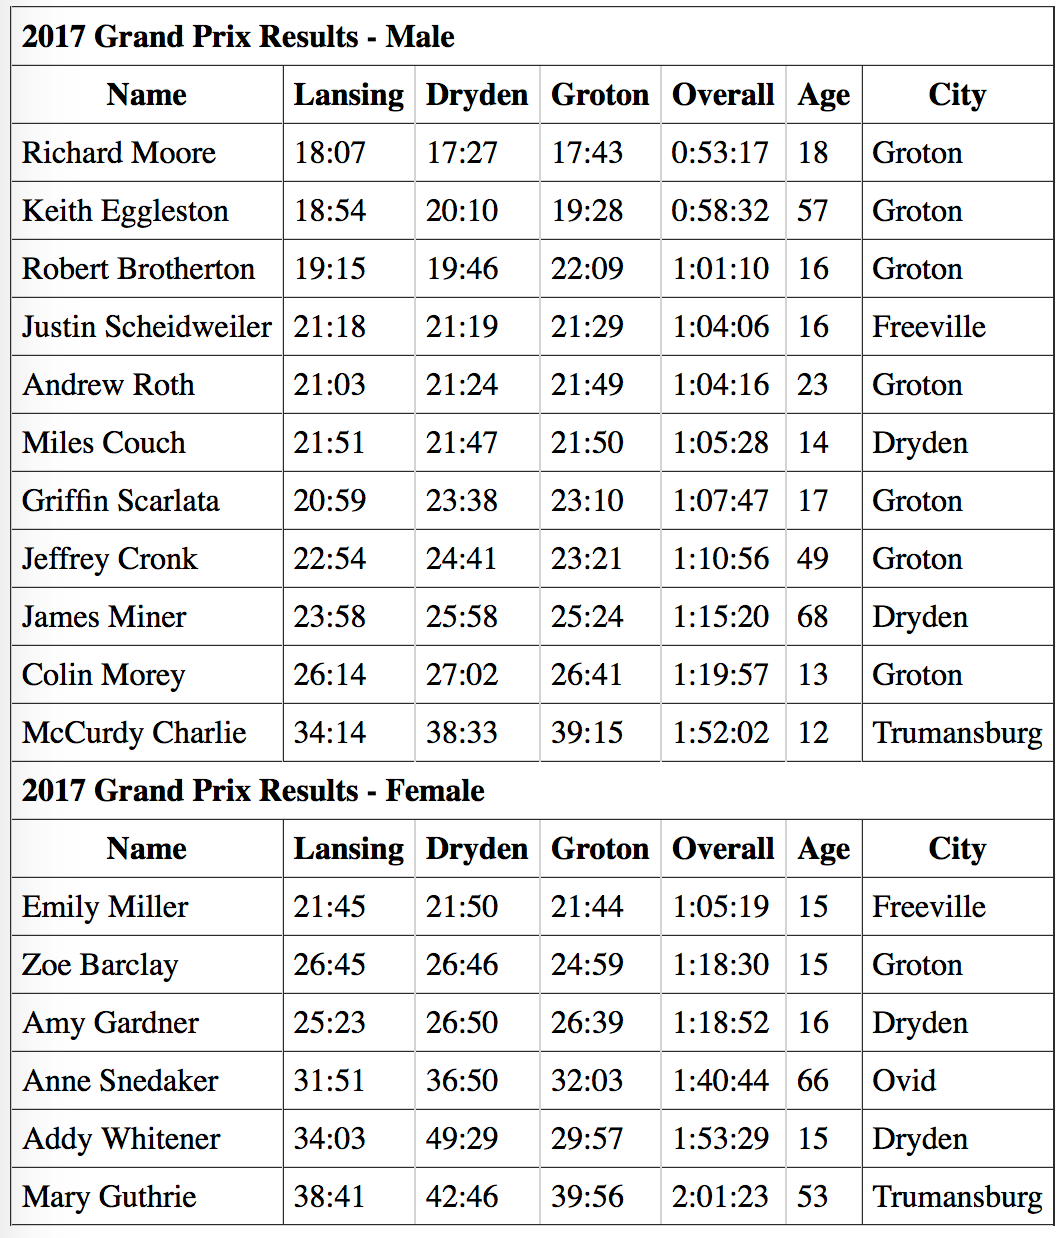 2017 Grand Prix Results - Male
Name Lansing Dryden Groton Overall Age City
Richard Moore 18:07 17:27 17:43 0:53:17 18 Groton
Keith Eggleston 18:54 20:10 19:28 0:58:32 57 Groton
Robert Brotherton 19:15 19:46 22:09 1:01:10 16 Groton
Justin Scheidweiler 21:18 21:19 21:29 1:04:06 16 Freeville
Andrew Roth 21:03 21:24 21:49 1:04:16 23 Groton
Miles Couch 21:51 21:47 21:50 1:05:28 14 Dryden
Griffin Scarlata 20:59 23:38 23:10 1:07:47 17 Groton
Jeffrey Cronk 22:54 24:41 23:21 1:10:56 49 Groton
James Miner 23:58 25:58 25:24 1:15:20 68 Dryden
Colin Morey 26:14 27:02 26:41 1:19:57 13 Groton
McCurdy Charlie 34:14 38:33 39:15 1:52:02 12 Trumansburg
2017 Grand Prix Results - Female
Name Lansing Dryden Groton Overall Age City
Emily Miller 21:45 21:50 21:44 1:05:19 15 Freeville
Zoe Barclay 26:45 26:46 24:59 1:18:30 15 Groton
Amy Gardner 25:23 26:50 26:39 1:18:52 16 Dryden
Anne Snedaker 31:51 36:50 32:03 1:40:44 66 Ovid
Addy Whitener 34:03 49:29 29:57 1:53:29 15 Dryden
Mary Guthrie 38:41 42:46 39:56 2:01:23 53 Trumansburg